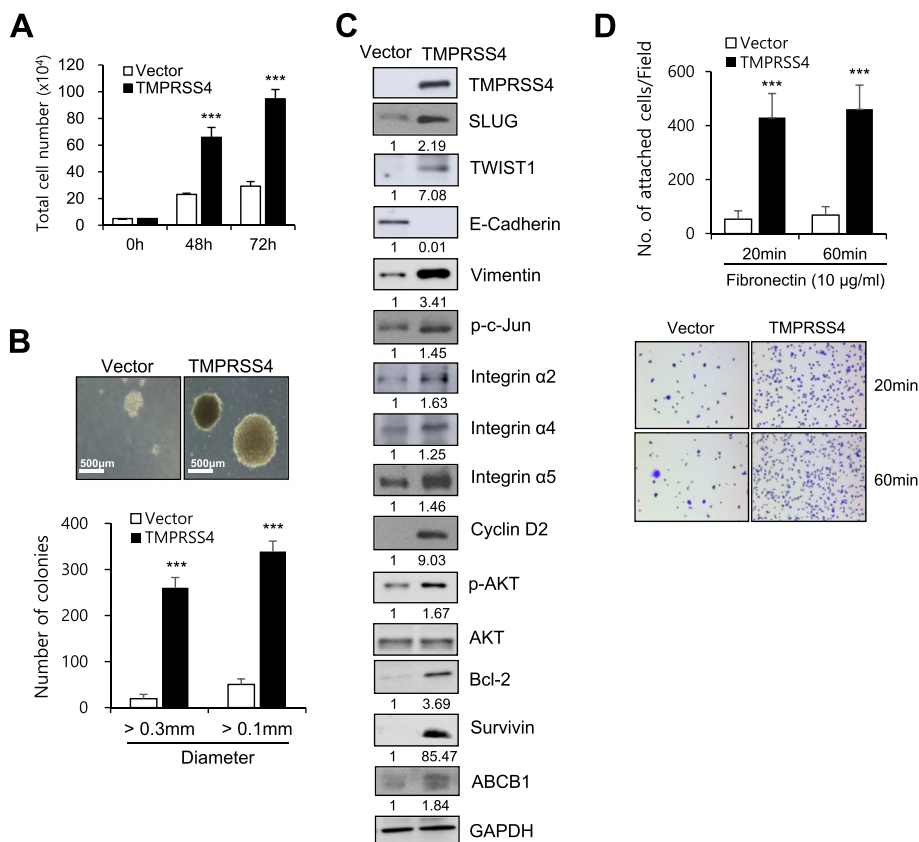 A
Total cell number (x10⁴)
120
100
80
60
40
20
0
Vector
TMPRSS4
***
***
0h 48h 72h
B
Vector TMPRSS4
500µm 500µm
Number of colonies
400
300
200
100
0
Vector
TMPRSS4
***
***
> 0.3mm > 0.1mm
Diameter
C
Vector TMPRSS4
TMPRSS4
SLUG
1 2.19
TWIST1
1 7.08
E-Cadherin
1 0.01
Vimentin
1 3.41
p-c-Jun
1 1.45
Integrin α2
1 1.63
Integrin α4
1 1.25
Integrin α5
1 1.46
Cyclin D2
1 9.03
p-AKT
1 1.67
AKT
Bcl-2
1 3.69
Survivin
1 85.47
ABCB1
1 1.84
GAPDH
D
No. of attached cells/Field
600
400
200
0
Vector
TMPRSS4
***
***
20min 60min
Fibronectin (10 µg/ml)
Vector TMPRSS4
20min
60min